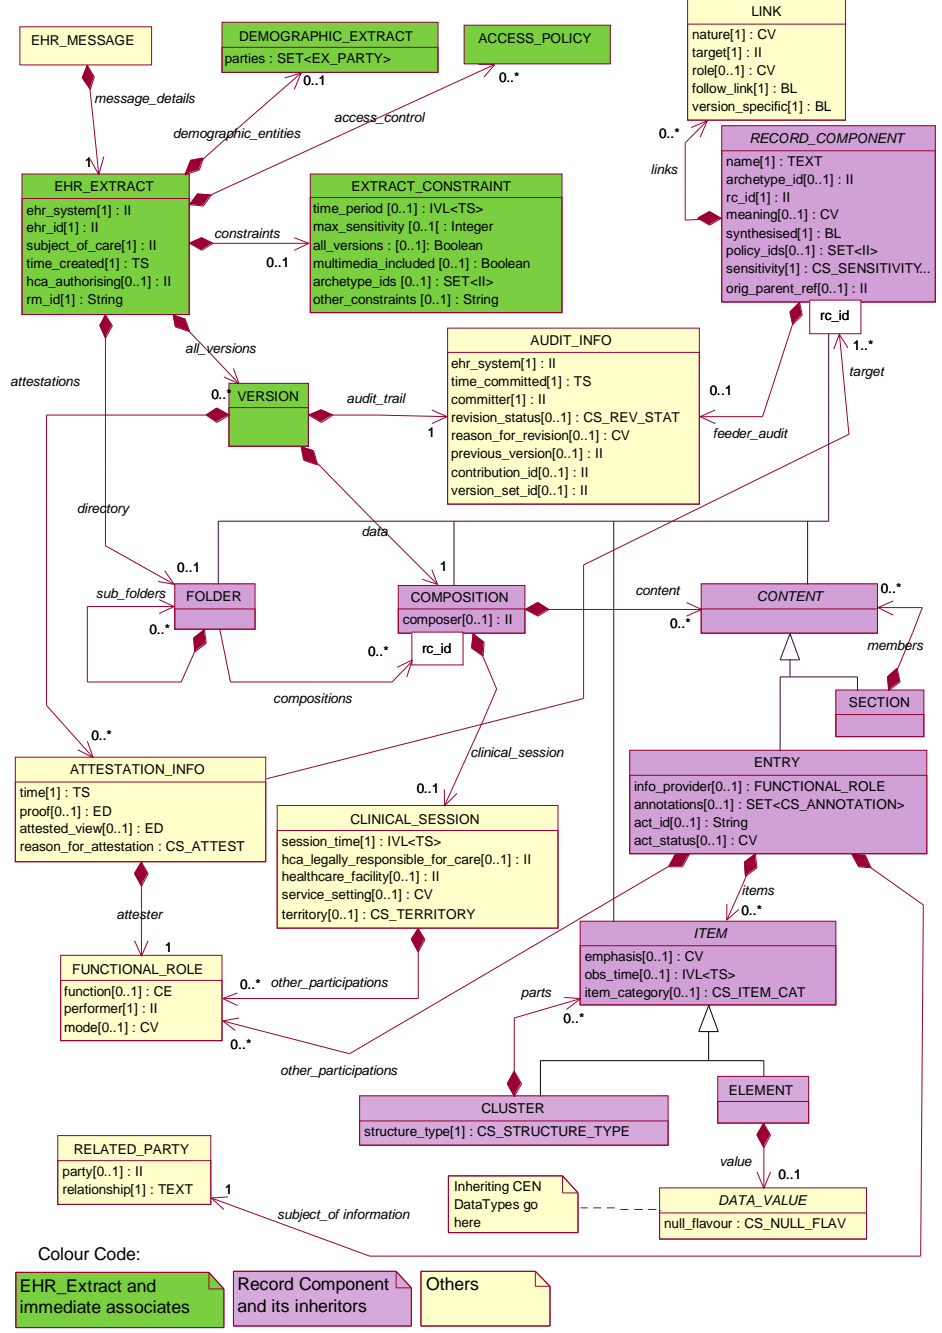 LINK
nature[1] : CV
target[1] : II
role[0..1] : CV
follow_link[1] : BL
version_specific[1] : BL
EHR_MESSAGE
DEMOGRAPHIC_EXTRACT
parties : SET<EX_PARTY>
ACCESS_POLICY
0..1
0..*
message_details
demographic_entities
access_control
1
0..*
links
RECORD_COMPONENT
name[1] : TEXT
archetype_id[0..1] : II
rc_id[1] : II
meaning[0..1] : CV
synthesised[1] : BL
policy_ids[0..1] : SET<II>
sensitivity[1] : CS_SENSITIVITY...
orig_parent_ref[0..1] : II
rc_id
EHR_EXTRACT
ehr_system[1] : II
ehr_id[1] : II
subject_of_care[1] : II
time_created[1] : TS
hca_authorising[0..1] : II
rm_id[1] : String
constraints
0..1
EXTRACT_CONSTRAINT
time_period [0..1] : IVL<TS>
max_sensitivity [0..1[ : Integer
all_versions : [0..1]: Boolean
multimedia_included [0..1] : Boolean
archetype_ids [0..1] : SET<II>
other_constraints [0..1] : String
all_versions
attestations
0..*
VERSION
audit_trail
1
AUDIT_INFO
ehr_system[1] : II
time_committed[1] : TS
committer[1] : II
revision_status[0..1] : CS_REV_STAT
reason_for_revision[0..1] : CV
previous_version[0..1] : II
contribution_id[0..1] : II
version_set_id[0..1] : II
0..1
feeder_audit
1..*
target
directory
data
0..1
1
sub_folders
0..*
FOLDER
compositions
0..*
COMPOSITION
composer[0..1] : II
rc_id
content
0..*
CONTENT
0..*
members
SECTION
0..*
clinical_session
0..1
ATTESTATION_INFO
time[1] : TS
proof[0..1] : ED
attested_view[0..1] : ED
reason_for_attestation : CS_ATTEST
CLINICAL_SESSION
session_time[1] : IVL<TS>
hca_legally_responsible_for_care[0..1] : II
healthcare_facility[0..1] : II
service_setting[0..1] : CV
territory[0..1] : CS_TERRITORY
ENTRY
info_provider[0..1] : FUNCTIONAL_ROLE
annotations[0..1] : SET<CS_ANNOTATION>
act_id[0..1] : String
act_status[0..1] : CV
items
0..*
attester
1
FUNCTIONAL_ROLE
function[0..1] : CE
performer[1] : II
mode[0..1] : CV
0..*
other_participations
0..*
other_participations
ITEM
emphasis[0..1] : CV
obs_time[0..1] : IVL<TS>
item_category[0..1] : CS_ITEM_CAT
parts
0..*
CLUSTER
structure_type[1] : CS_STRUCTURE_TYPE
ELEMENT
value
0..1
RELATED_PARTY
party[0..1] : II
relationship[1] : TEXT
1
subject_of information
Inheriting CEN
DataTypes go
here
DATA_VALUE
null_flavour : CS_NULL_FLAV
Colour Code:
EHR_Extract and
immediate associates
Record Component
and its inheritors
Others